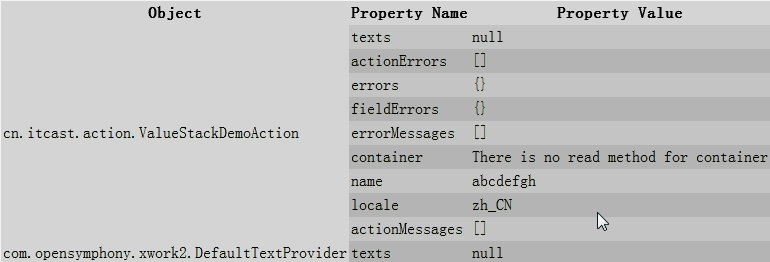 Object Property Name Property Value
texts null
actionErrors []
errors {}
fieldErrors {}
cn.itcast.action.ValueStackDemoAction errorMessages []
container There is no read method for container
name abcdefgh
locale zh_CN
actionMessages []
com.opensymphony.xwork2.DefaultTextProvider texts null